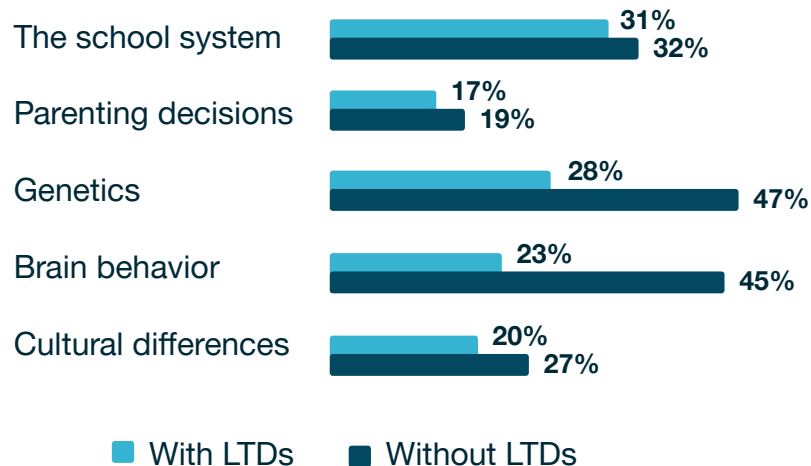 The school system
31%
32%
Parenting decisions
17%
19%
Genetics
28%
47%
Brain behavior
23%
45%
Cultural differences
20%
27%
With LTDs Without LTDs